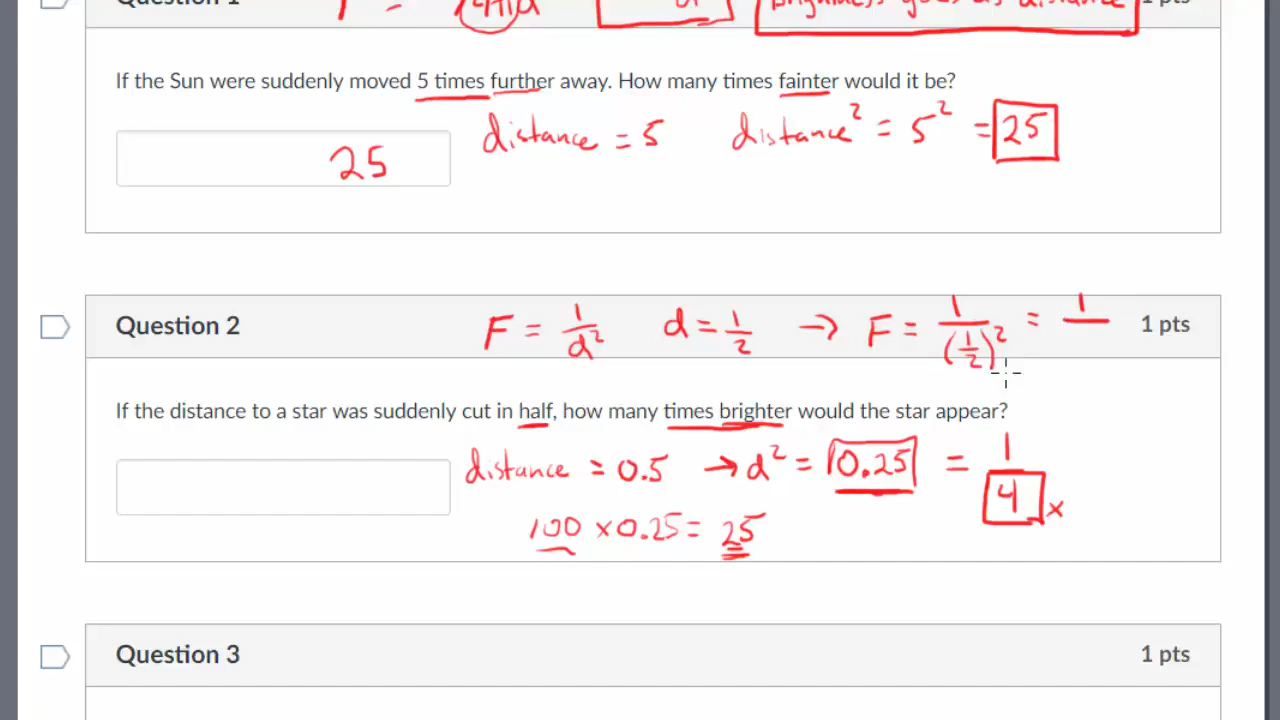 Question 1
If the Sun were suddenly moved 5 times further away. How many times fainter would it be?
distance = 5 distance² = 5² = 25
25
Question 2 F = 1/d² d = 1/2 → F = 1/(1/2)² = 1/ 1 pts
If the distance to a star was suddenly cut in half, how many times brighter would the star appear?
distance = 0.5 → d² = 0.25 = 1/4 x
100 x 0.25 = 25
Question 3 1 pts